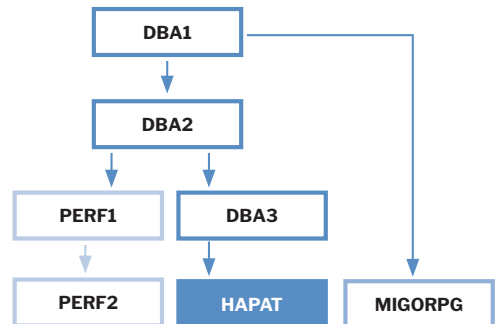 DBA1
DBA2
PERF1
DBA3
PERF2
HAPAT
MIGORPG